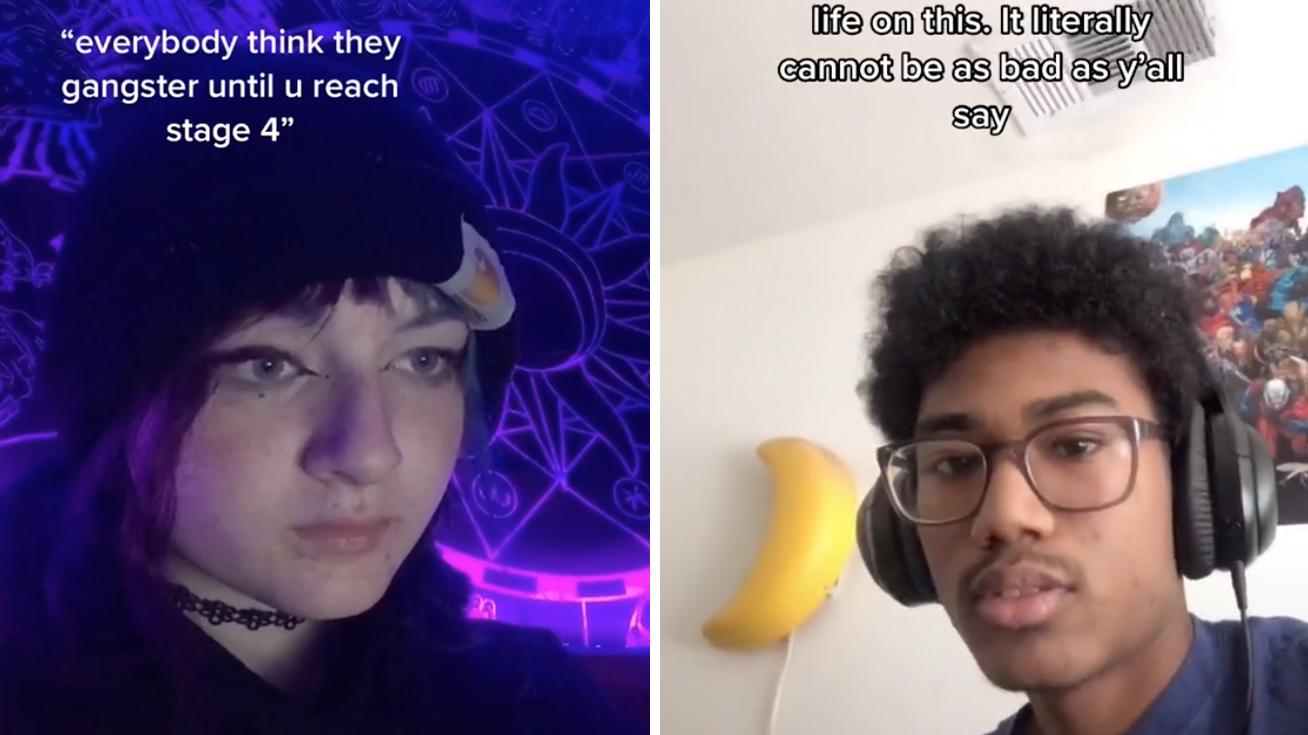 “everybody think they
gangster until u reach
stage 4”
life on this. It literally
cannot be as bad as y’all
say